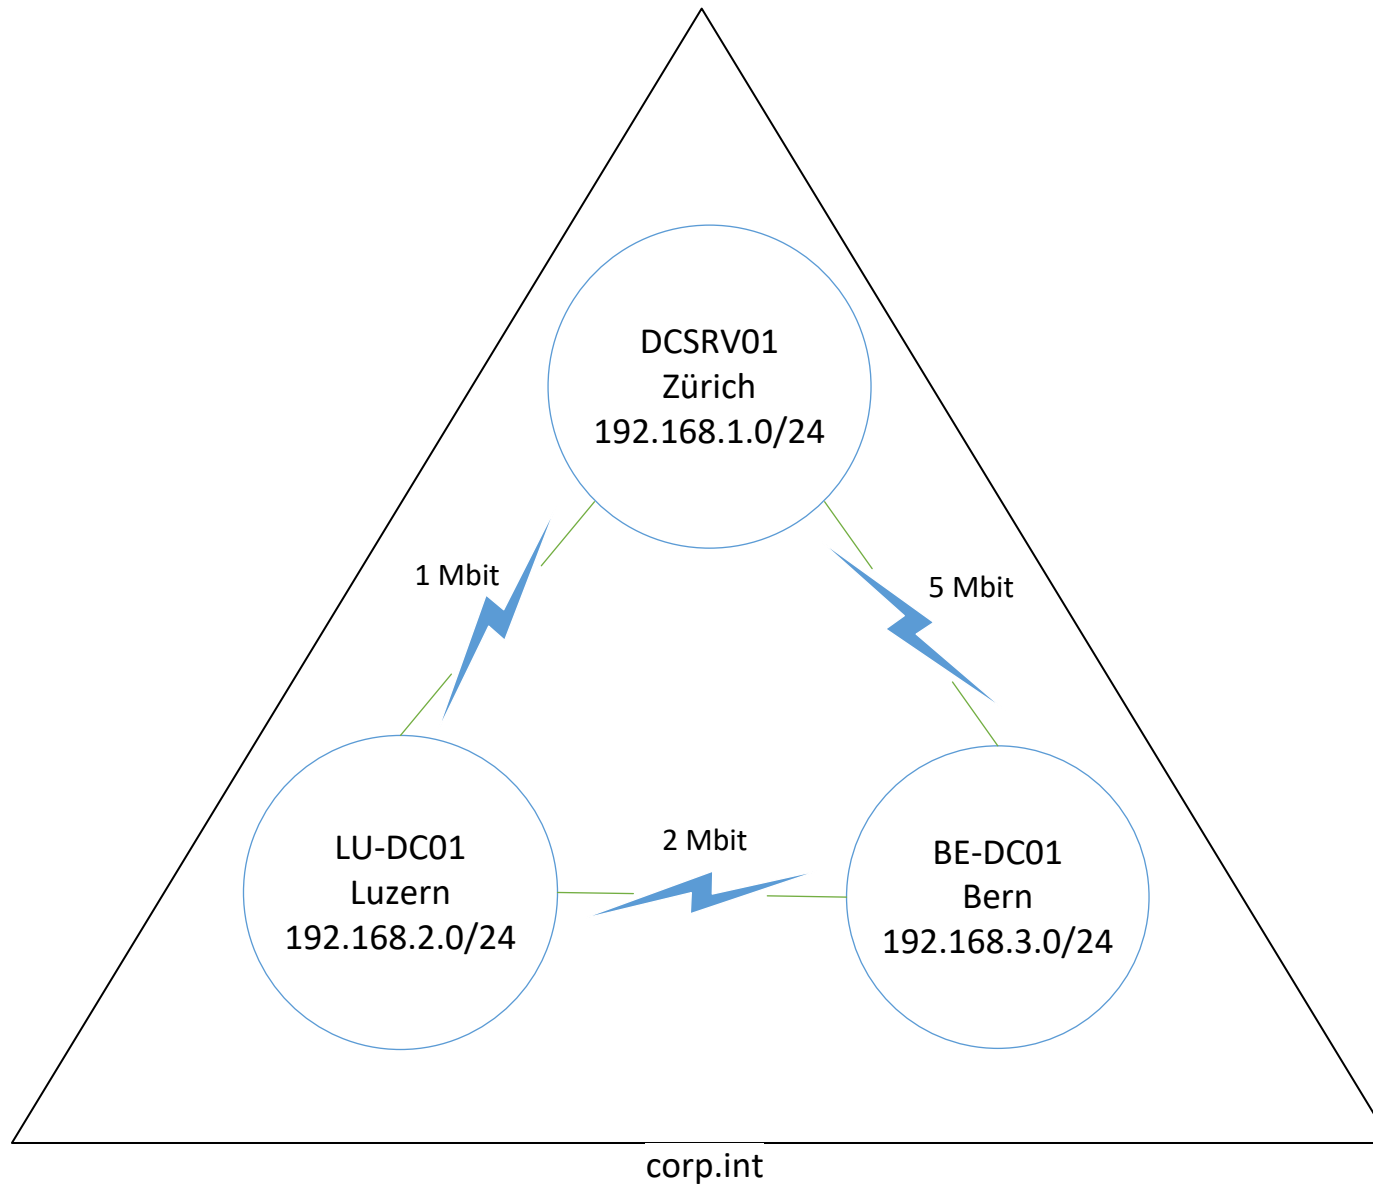 DCSRV01
Zürich
192.168.1.0/24
1 Mbit
5 Mbit
LU-DC01
Luzern
192.168.2.0/24
2 Mbit
BE-DC01
Bern
192.168.3.0/24
corp.int